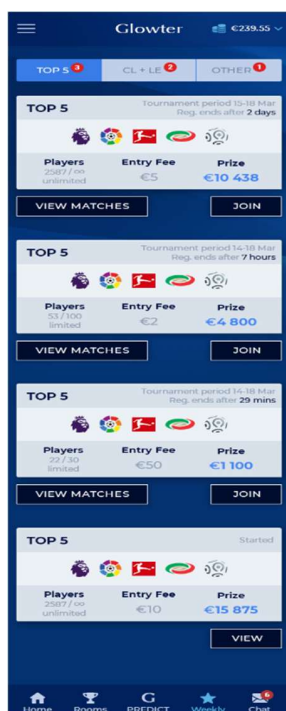 Glowter €239.55
TOP 5 3 CL + LE 2 OTHER 1
TOP 5 Tournament period 15-18 Mar
Reg. ends after 2 days
Players Entry Fee Prize
2587 / ∞ €5 €10 438
unlimited
VIEW MATCHES JOIN
TOP 5 Tournament period 14-18 Mar
Reg. ends after 7 hours
Players Entry Fee Prize
53 /100 €2 €4 800
limited
VIEW MATCHES JOIN
TOP 5 Tournament period 14-18 Mar
Reg. ends after 29 mins
Players Entry Fee Prize
22 / 30 €50 €1 100
limited
VIEW MATCHES JOIN
TOP 5 Started
Players Entry Fee Prize
2587 / ∞ €10 €15 875
unlimited
VIEW
G 6
Home Rooms PREDICT Weekly Chat